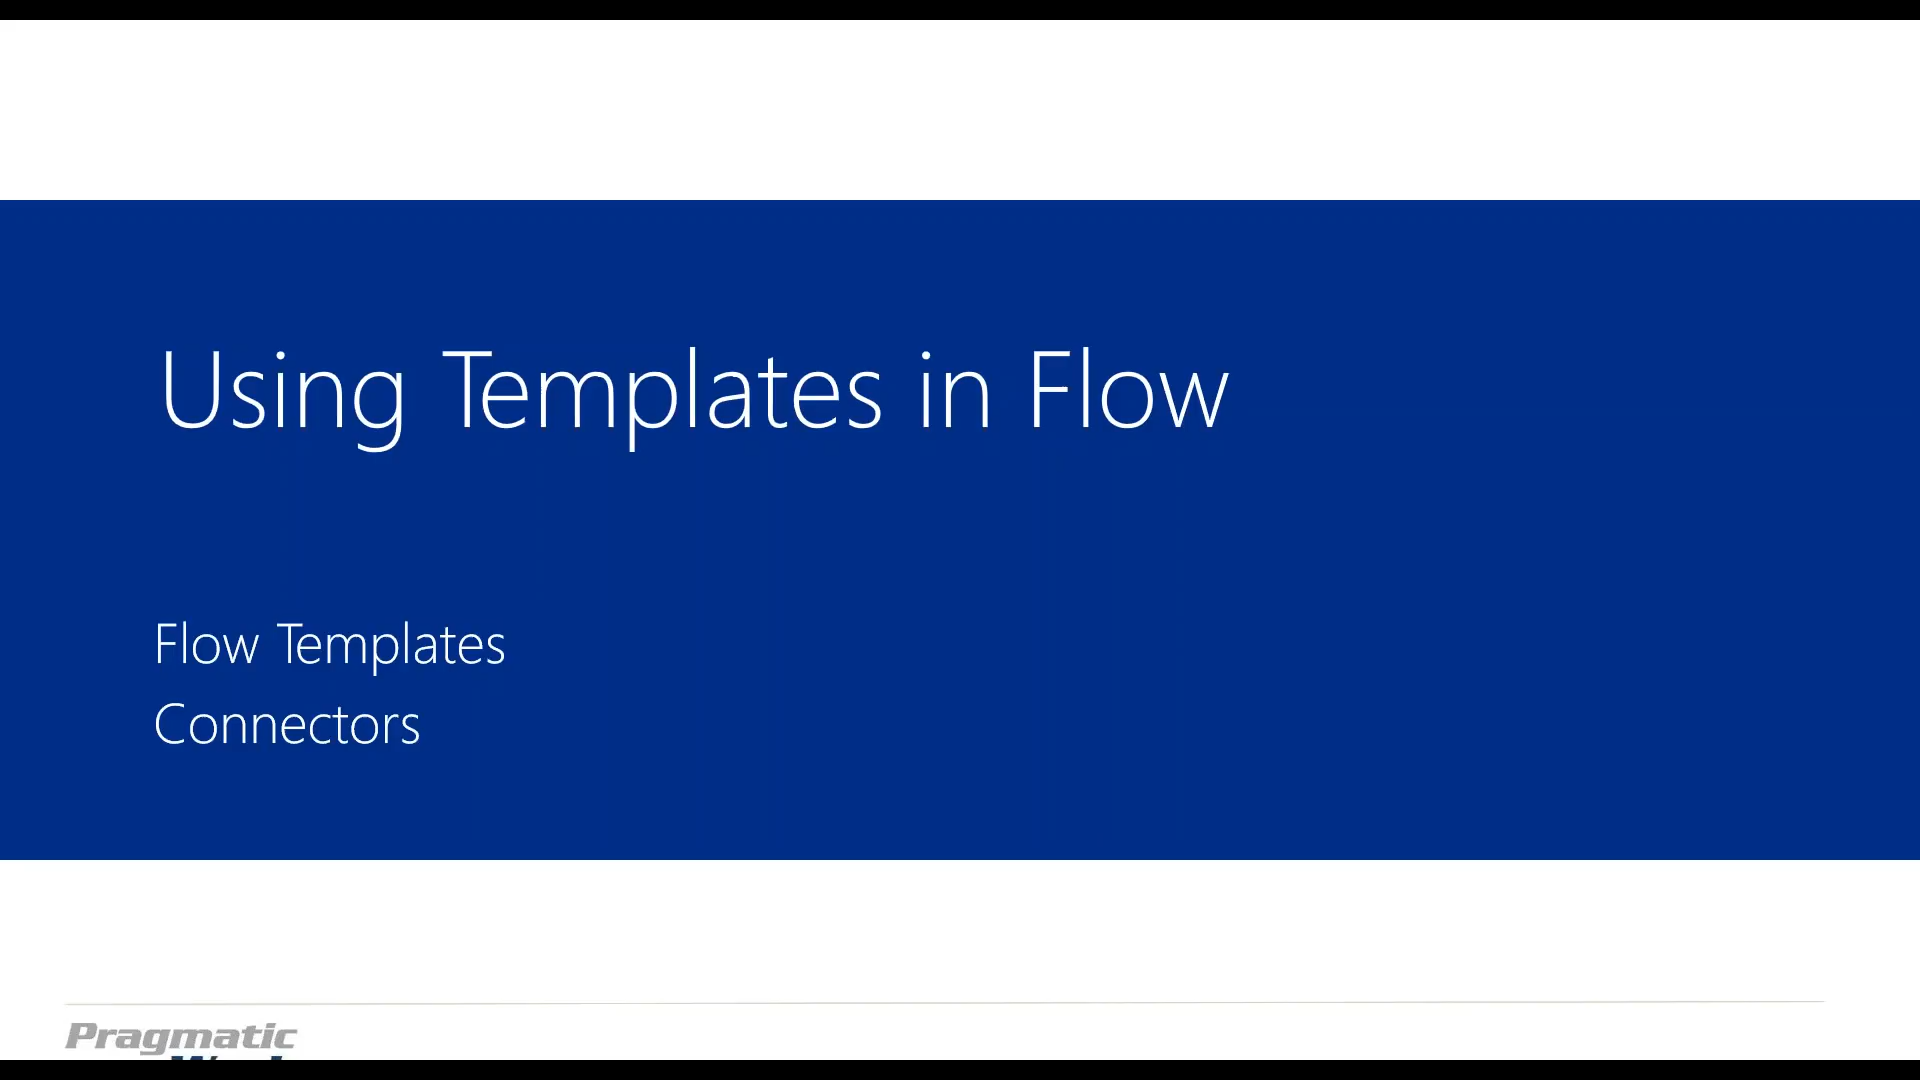 Using Templates in Flow
Flow Templates
Connectors
Pragmatic